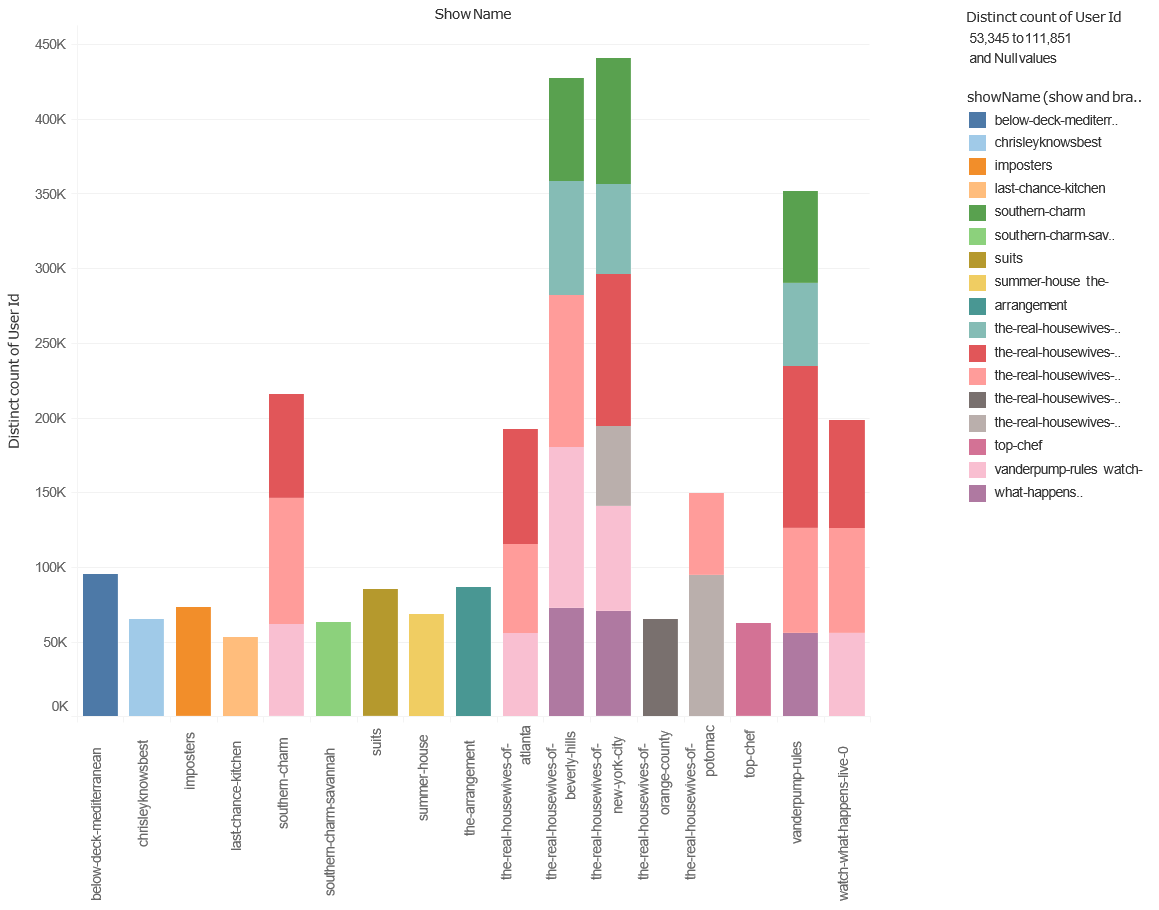 Show Name
450K
400K
350K
300K
250K
200K
150K
100K
50K
0K
Distinct count of User Id
below-deck-mediterranean
chrisleyknowsbest
imposters
last-chance-kitchen
southern-charm
southern-charm-savannah
suits
summer-house
the-arrangement
the-real-housewives-of-
atlanta
the-real-housewives-of-
beverly-hills
the-real-housewives-of-
new-york-city
the-real-housewives-of-
orange-county
the-real-housewives-of-
potomac
top-chef
vanderpump-rules
watch-what-happens-live-0
Distinct count of User Id
53,345 to 111,851
and Null values
showName (show and bra..
below-deck-mediterr..
chrisleyknowsbest
imposters
last-chance-kitchen
southern-charm
southern-charm-sav..
suits
summer-house the-
arrangement
the-real-housewives-..
the-real-housewives-..
the-real-housewives-..
the-real-housewives-..
the-real-housewives-..
top-chef
vanderpump-rules watch-
what-happens..